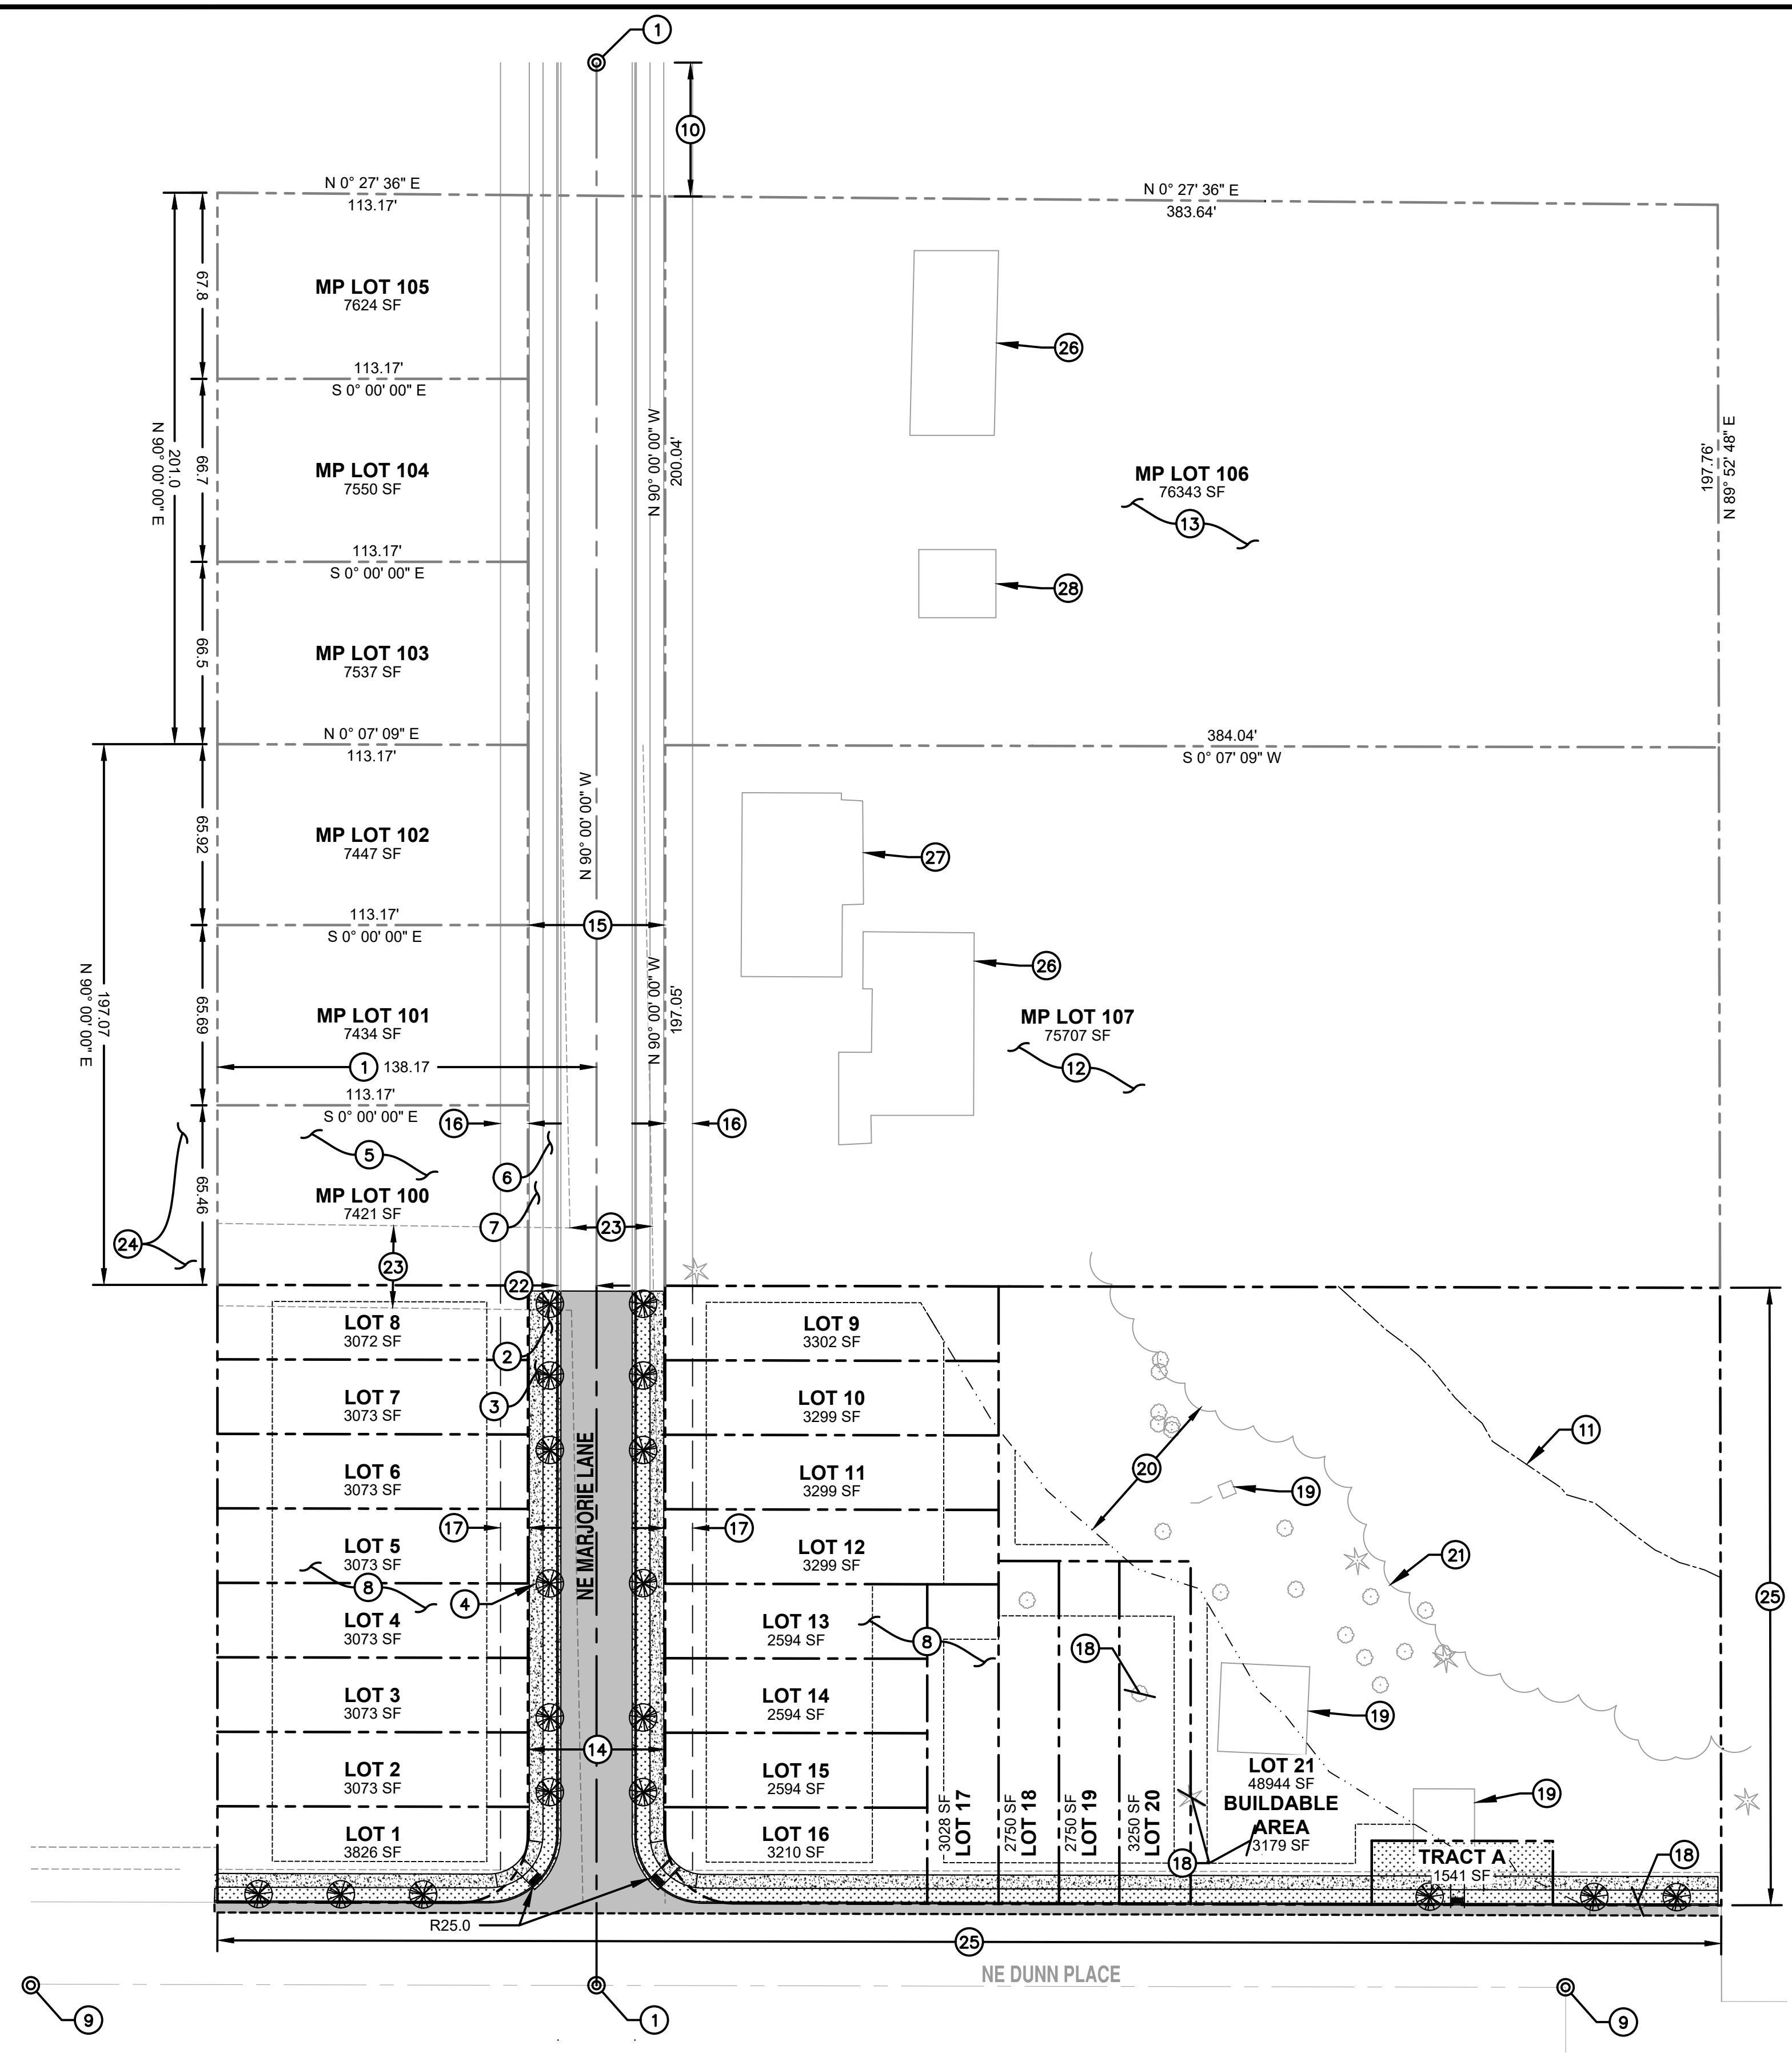 1
10
N 0° 27' 36" E
113.17'
N 0° 27' 36" E
383.64'
67.8
MP LOT 105
7624 SF
26
113.17'
S 0° 00' 00" E
N 90° 00' 00" E
201.0
66.7
MP LOT 104
7550 SF
N 90° 00' 00" W
200.04'
MP LOT 106
76343 SF
13
197.76'
N 89° 52' 48" E
113.17'
S 0° 00' 00" E
28
66.5
MP LOT 103
7537 SF
N 0° 07' 09" E
113.17'
384.04'
S 0° 07' 09" W
65.92
MP LOT 102
7447 SF
N 90° 00' 00" W
27
113.17'
S 0° 00' 00" E
15
26
N 90° 00' 00" E
197.07
65.69
MP LOT 101
7434 SF
N 90° 00' 00" W
197.05'
MP LOT 107
75707 SF
12
1 138.17
113.17'
S 0° 00' 00" E
16
16
5
6
65.46
MP LOT 100
7421 SF
7
23
24
23
22
LOT 8
3072 SF
2
LOT 9
3302 SF
LOT 7
3073 SF
3
LOT 10
3299 SF
11
LOT 6
3073 SF
NE MARJORIE LANE
LOT 11
3299 SF
20
19
17
17
LOT 5
3073 SF
8
4
LOT 12
3299 SF
21
25
LOT 4
3073 SF
LOT 13
2594 SF
8
18
LOT 3
3073 SF
LOT 14
2594 SF
19
14
LOT 2
3073 SF
LOT 15
2594 SF
LOT 21
48944 SF
BUILDABLE
AREA
3179 SF
19
LOT 1
3826 SF
LOT 16
3210 SF
3028 SF
LOT 17
2750 SF
LOT 18
2750 SF
LOT 19
3250 SF
LOT 20
18
TRACT A
1541 SF
18
R25.0
25
NE DUNN PLACE
9
1
9